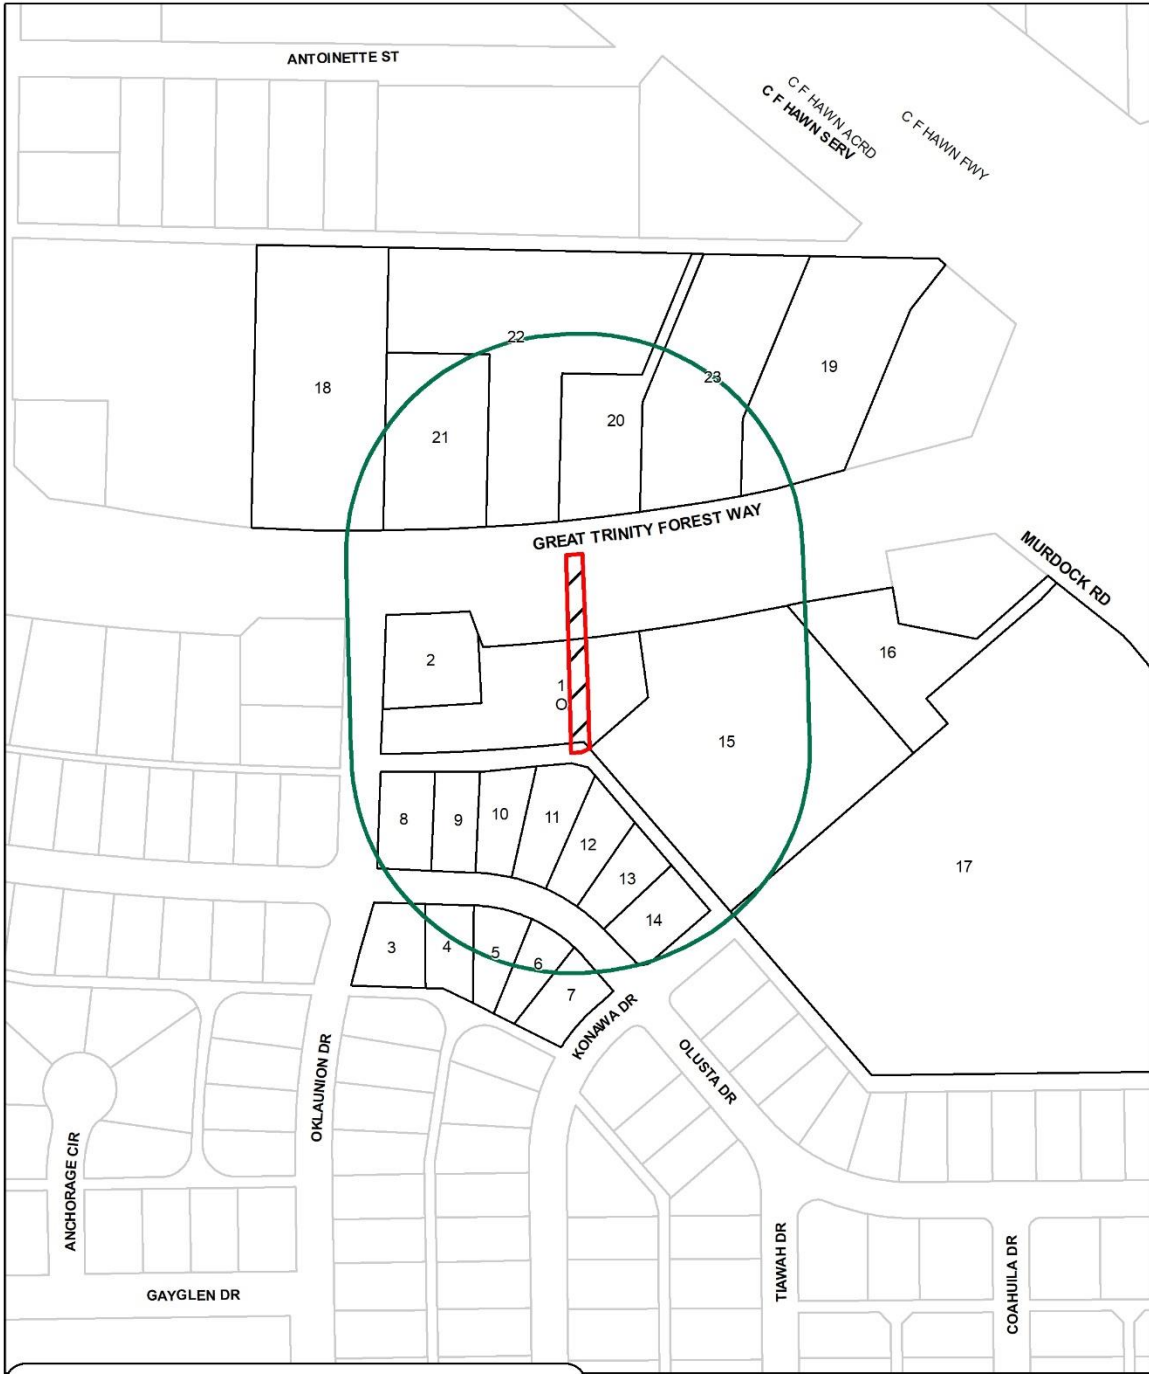 ANTOINETTE ST
C F HAWN ACRD
C F HAWN SERV
C F HAWN FWY
22
18
23
19
20
21
GREAT TRINITY FOREST WAY
MURDOCK RD
2
16
1
O
15
8
9
10
11
12
13
14
17
3
4
5
6
7
KONAWA DR
OLUSTA DR
OKLAUNION DR
ANCHORAGE CIR
TIAWAH DR
COAHUILA DR
GAYGLEN DR